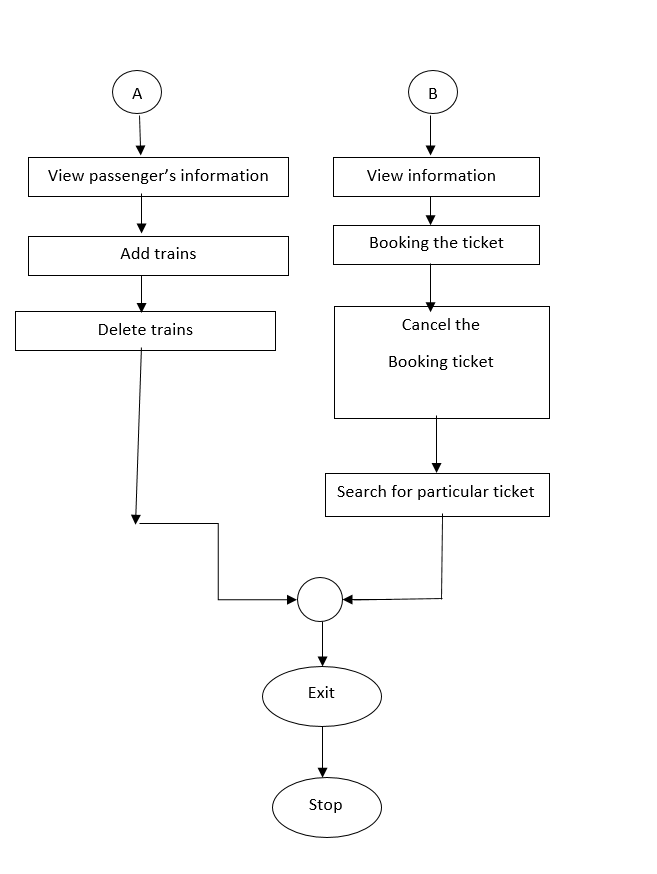 A
View passenger’s information
Add trains
Delete trains
B
View information
Booking the ticket
Cancel the
Booking ticket
Search for particular ticket
Exit
Stop